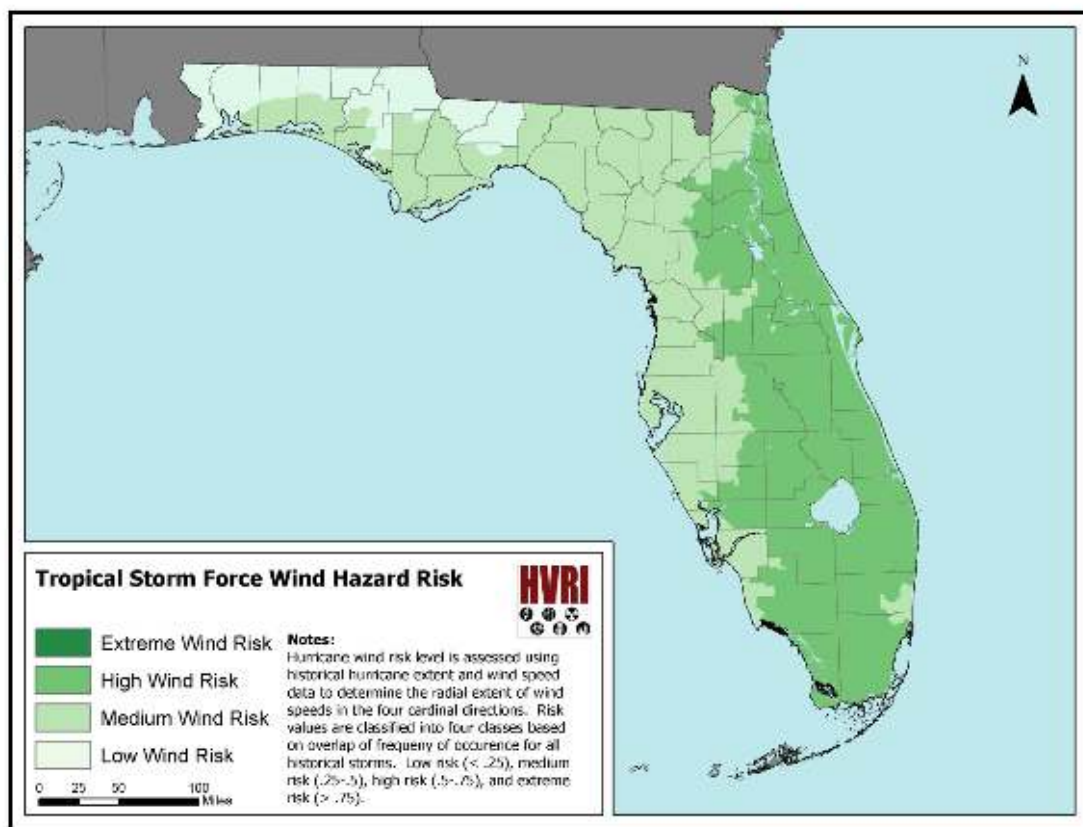 N
Tropical Storm Force Wind Hazard Risk
HVRI
Extreme Wind Risk
High Wind Risk
Medium Wind Risk
Low Wind Risk
0 25 50 100
Miles
Notes:
Hurricane wind risk level is assessed using
historical hurricane extent and wind speed
data to determine the radial extent of wind
speeds in the four cardinal directions. Risk
values are classified into four classes based
on overlap of frequeny of occurence for all
historical storms. Low risk (< .25), medium
risk (.25-.5), high risk (.5-.75), and extreme
risk (> .75).